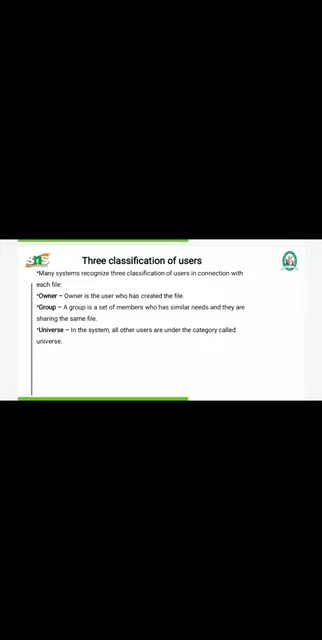 sns
Three classification of users
•Many systems recognize three classification of users in connection with
each file:
•Owner – Owner is the user who has created the file.
•Group – A group is a set of members who has similar needs and they are
sharing the same file.
•Universe – In the system, all other users are under the category called
universe.